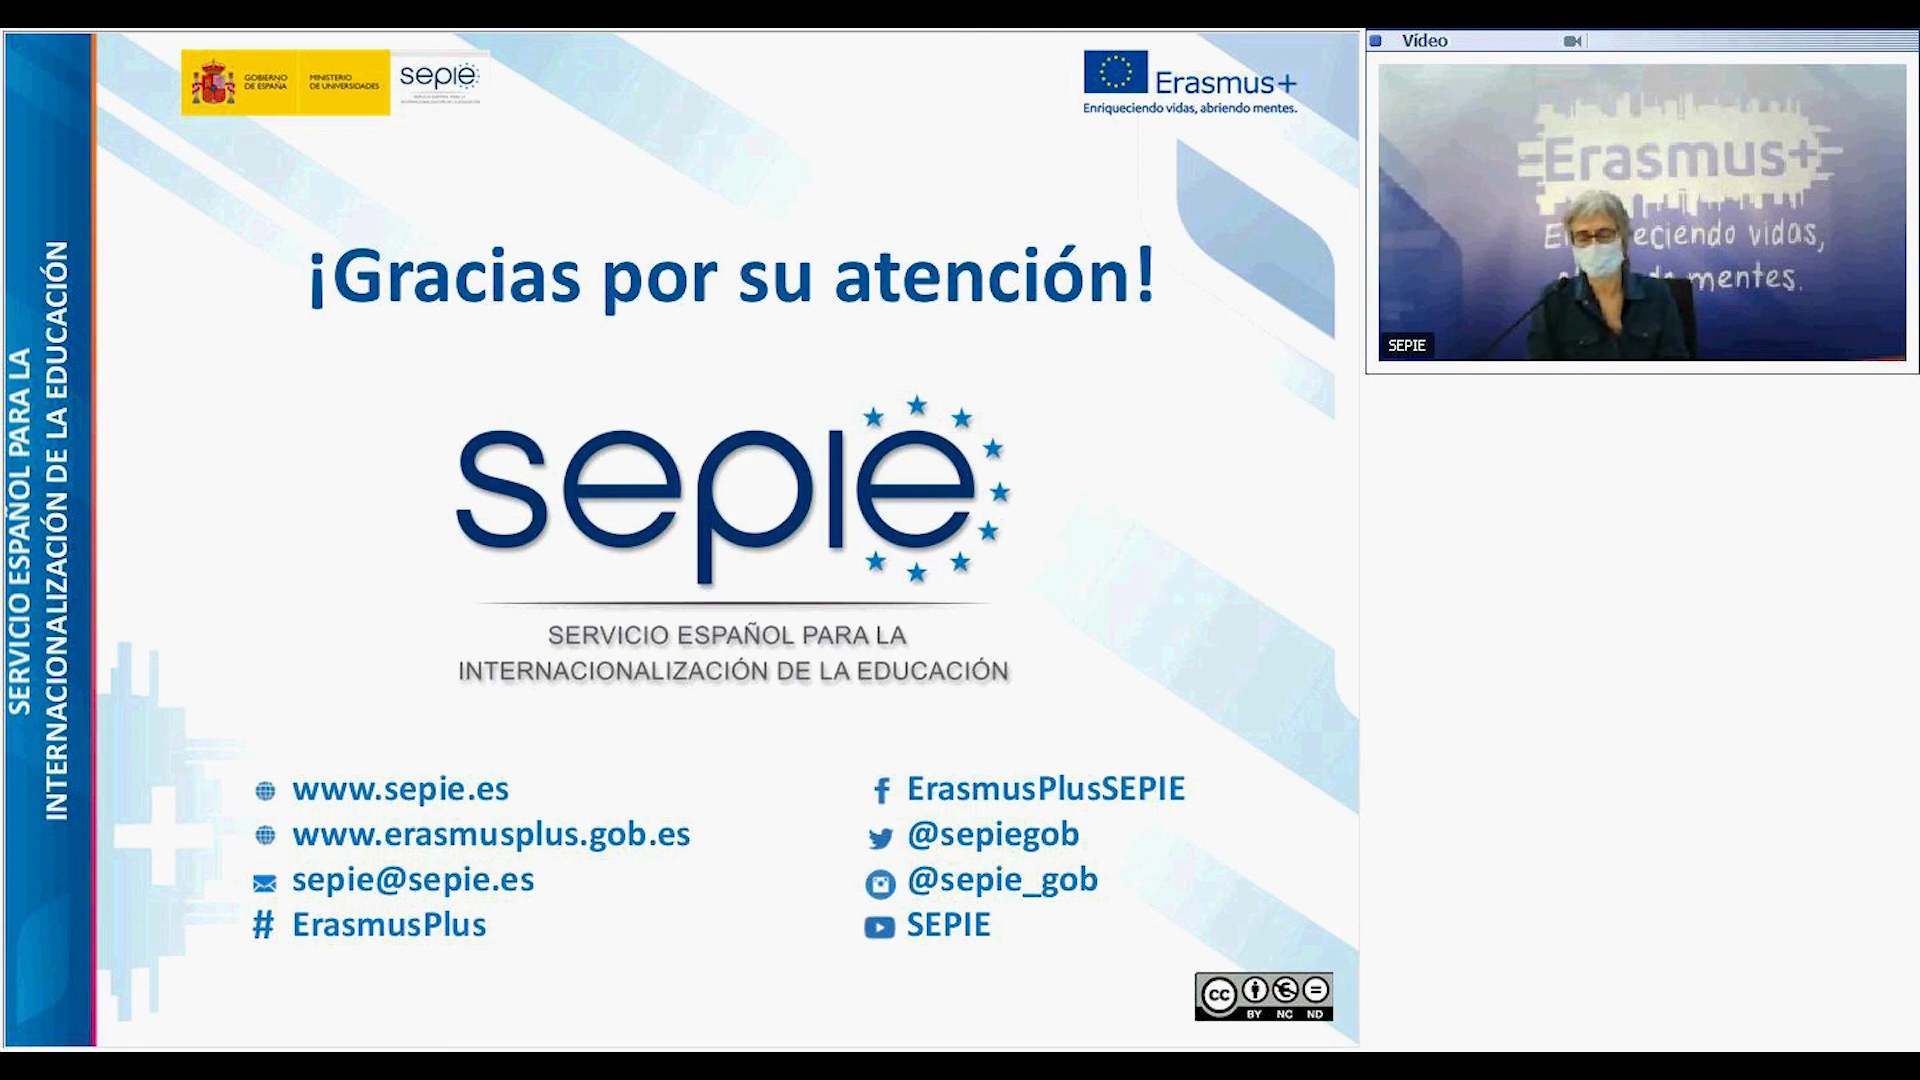 SERVICIO ESPAÑOL PARA LA
INTERNACIONALIZACIÓN DE LA EDUCACIÓN
GOBIERNO
DE ESPAÑA
MINISTERIO
DE UNIVERSIDADES
sepie
Erasmus+
Enriqueciendo vidas, abriendo mentes.
¡Gracias por su atención!
sepie
SERVICIO ESPAÑOL PARA LA
INTERNACIONALIZACIÓN DE LA EDUCACIÓN
www.sepie.es
www.erasmusplus.gob.es
sepie@sepie.es
# ErasmusPlus
ErasmusPlusSEPIE
@sepiegob
@sepie_gob
SEPIE
cc
BY NC ND
Vídeo
Erasmus+
vidas,
mentes.
SEPIE